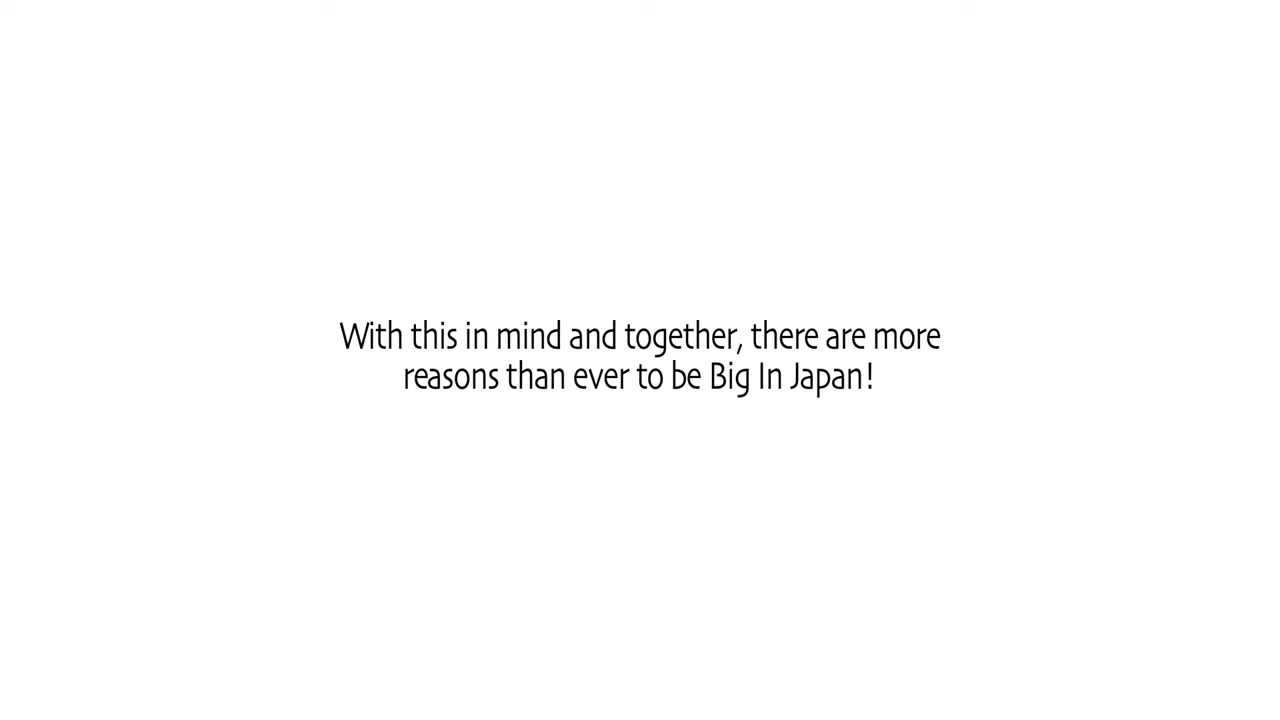 With this in mind and together, there are more
reasons than ever to be Big In Japan!